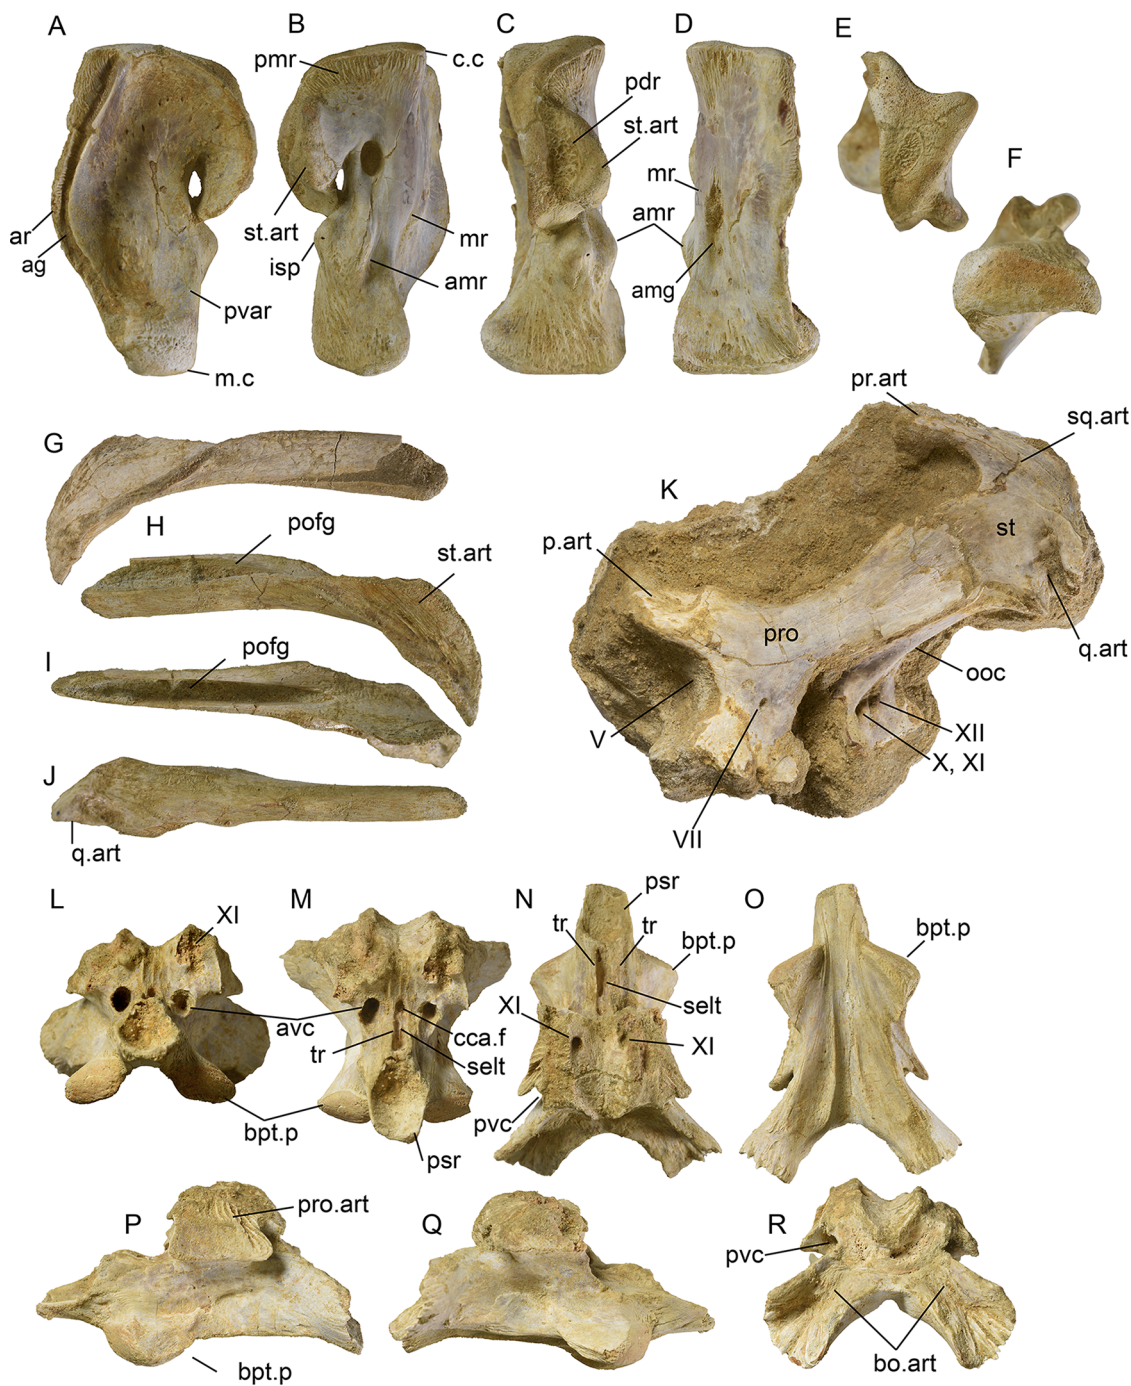 A
B
C
D
E
pmr
c.c
pdr
st.art
F
mr
amr
ar
ag
st.art
isp
mr
amr
amg
pvar
m.c
pr.art
sq.art
G
K
H
pofg
st.art
p.art
st
pro
I
pofg
q.art
ooc
V
XII
X, XI
J
VII
q.art
L
XI
M
N
psr
O
tr
tr
bpt.p
bpt.p
selt
avc
cca.f
XI
XI
tr
selt
pvc
bpt.p
psr
P
pro.art
Q
R
pvc
bpt.p
bo.art